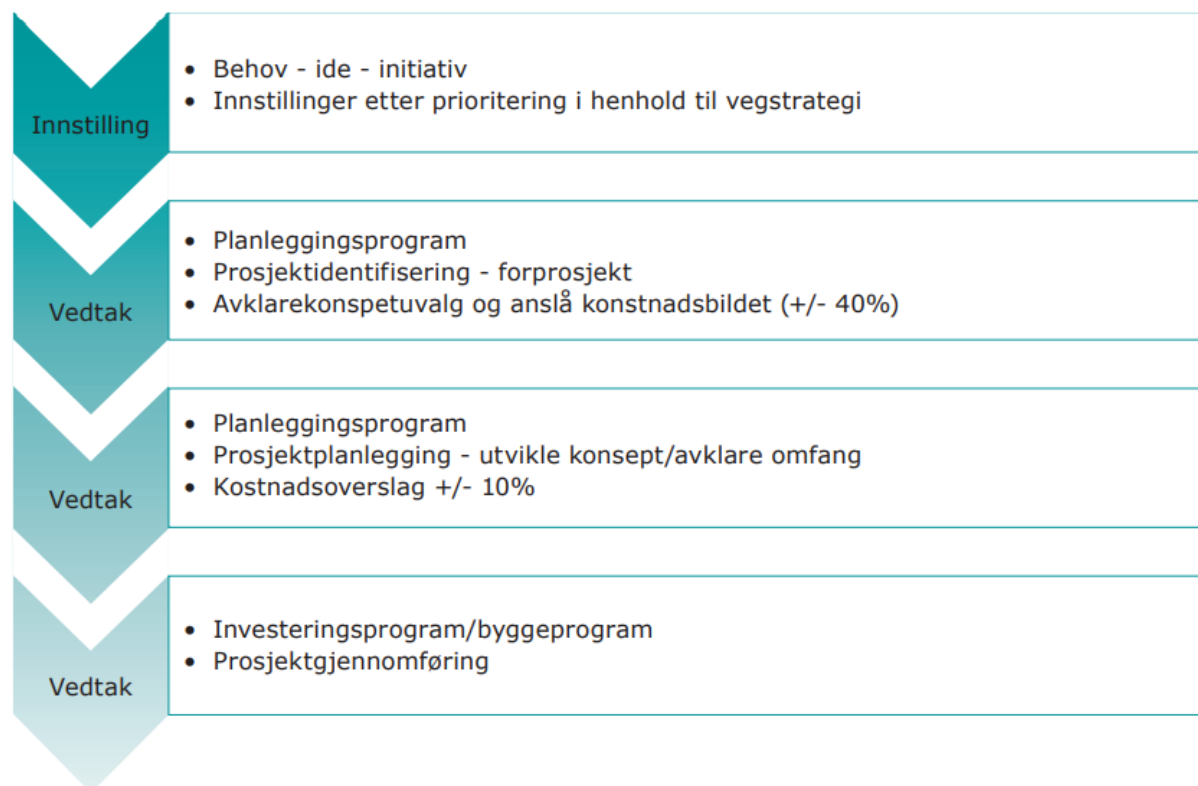 Innstilling
• Behov - ide - initiativ
• Innstillinger etter prioritering i henhold til vegstrategi
Vedtak
• Planleggingsprogram
• Prosjektidentifisering - forprosjekt
• Avklarekonspetuvalg og anslå konstnadsbildet (+/- 40%)
Vedtak
• Planleggingsprogram
• Prosjektplanlegging - utvikle konsept/avklare omfang
• Kostnadsoverslag +/- 10%
Vedtak
• Investeringsprogram/byggeprogram
• Prosjektgjennomføring